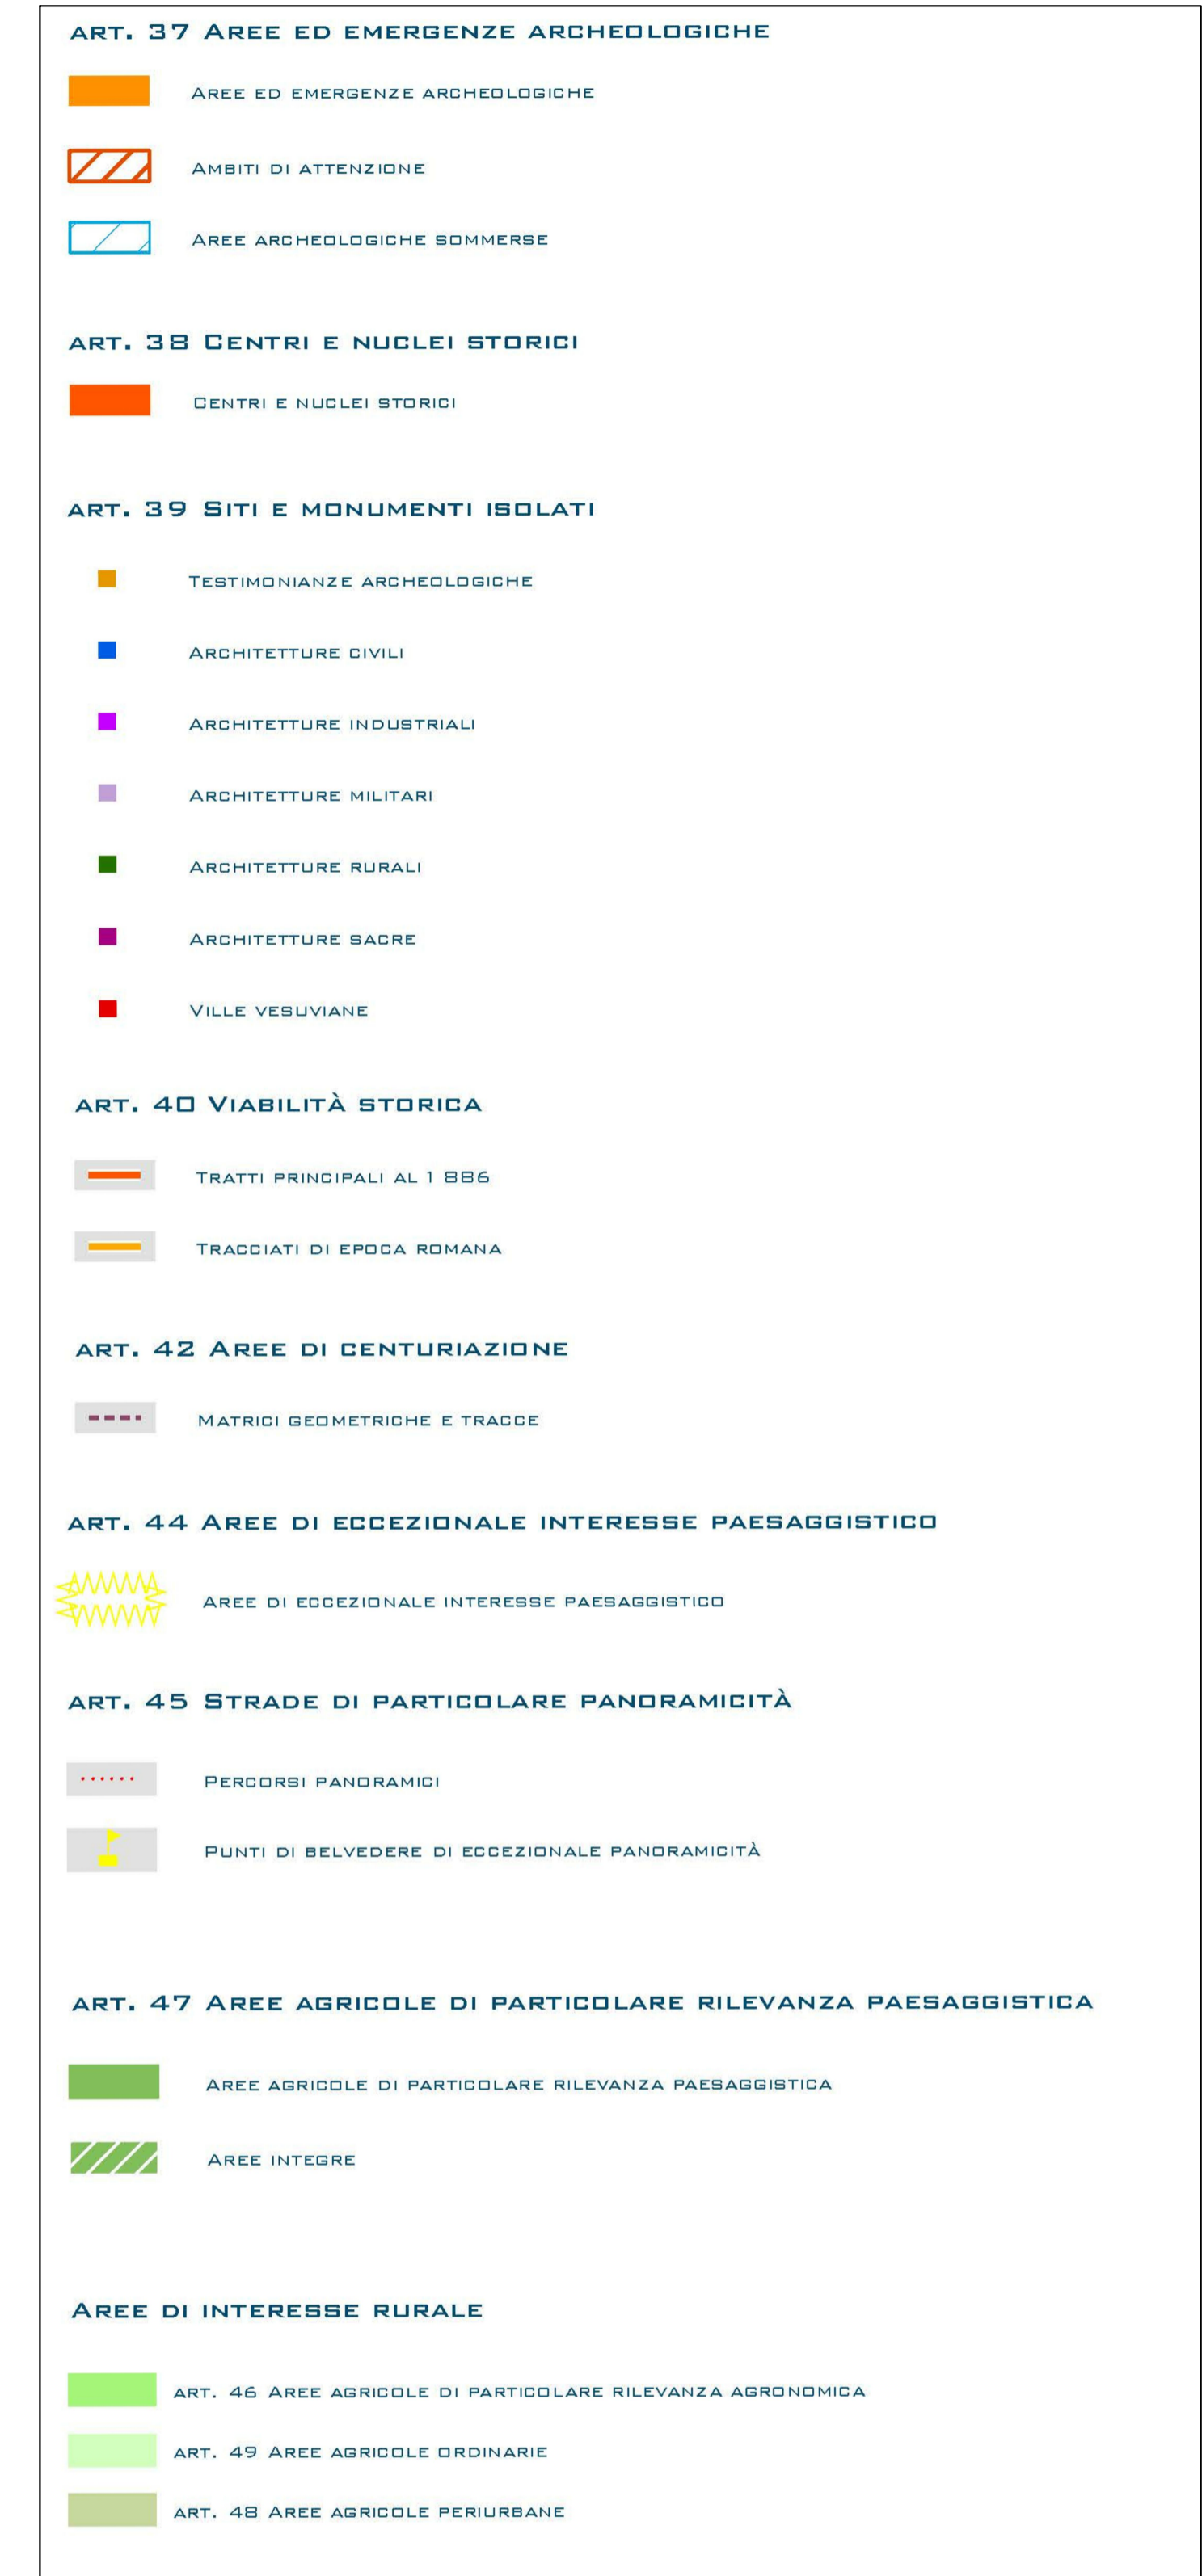 ART. 37 AREE ED EMERGENZE ARCHEOLOGICHE
AREE ED EMERGENZE ARCHEOLOGICHE
AMBITI DI ATTENZIONE
AREE ARCHEOLOGICHE SOMMERSE
ART. 38 CENTRI E NUCLEI STORICI
CENTRI E NUCLEI STORICI
ART. 39 SITI E MONUMENTI ISOLATI
TESTIMONIANZE ARCHEOLOGICHE
ARCHITETTURE CIVILI
ARCHITETTURE INDUSTRIALI
ARCHITETTURE MILITARI
ARCHITETTURE RURALI
ARCHITETTURE SACRE
VILLE VESUVIANE
ART. 40 VIABILITÀ STORICA
TRATTI PRINCIPALI AL 1886
TRACCIATI DI EPOCA ROMANA
ART. 42 AREE DI CENTURIAZIONE
MATRICI GEOMETRICHE E TRACCE
ART. 44 AREE DI ECCEZIONALE INTERESSE PAESAGGISTICO
AREE DI ECCEZIONALE INTERESSE PAESAGGISTICO
ART. 45 STRADE DI PARTICOLARE PANORAMICITÀ
PERCORSI PANORAMICI
PUNTI DI BELVEDERE DI ECCEZIONALE PANORAMICITÀ
ART. 47 AREE AGRICOLE DI PARTICOLARE RILEVANZA PAESAGGISTICA
AREE AGRICOLE DI PARTICOLARE RILEVANZA PAESAGGISTICA
AREE INTEGRE
AREE DI INTERESSE RURALE
ART. 46 AREE AGRICOLE DI PARTICOLARE RILEVANZA AGRONOMICA
ART. 49 AREE AGRICOLE ORDINARIE
ART. 48 AREE AGRICOLE PERIURBANE